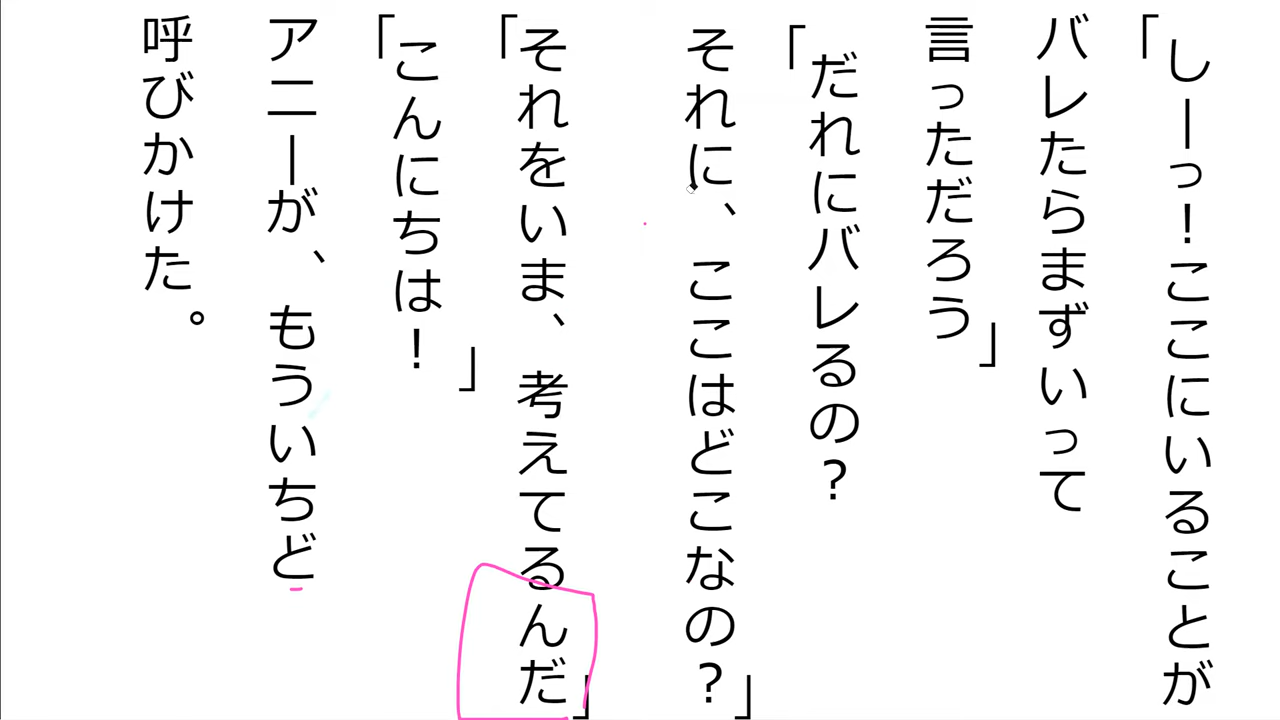 「しーっ！ここにいることが
バレたらまずいって
言っただろう」
「だれにバレるの？
それに、ここはどこなの？」
「それをいま、考えてるんだ」
「こんにちは！」
アニーが、もういちど
呼びかけた。